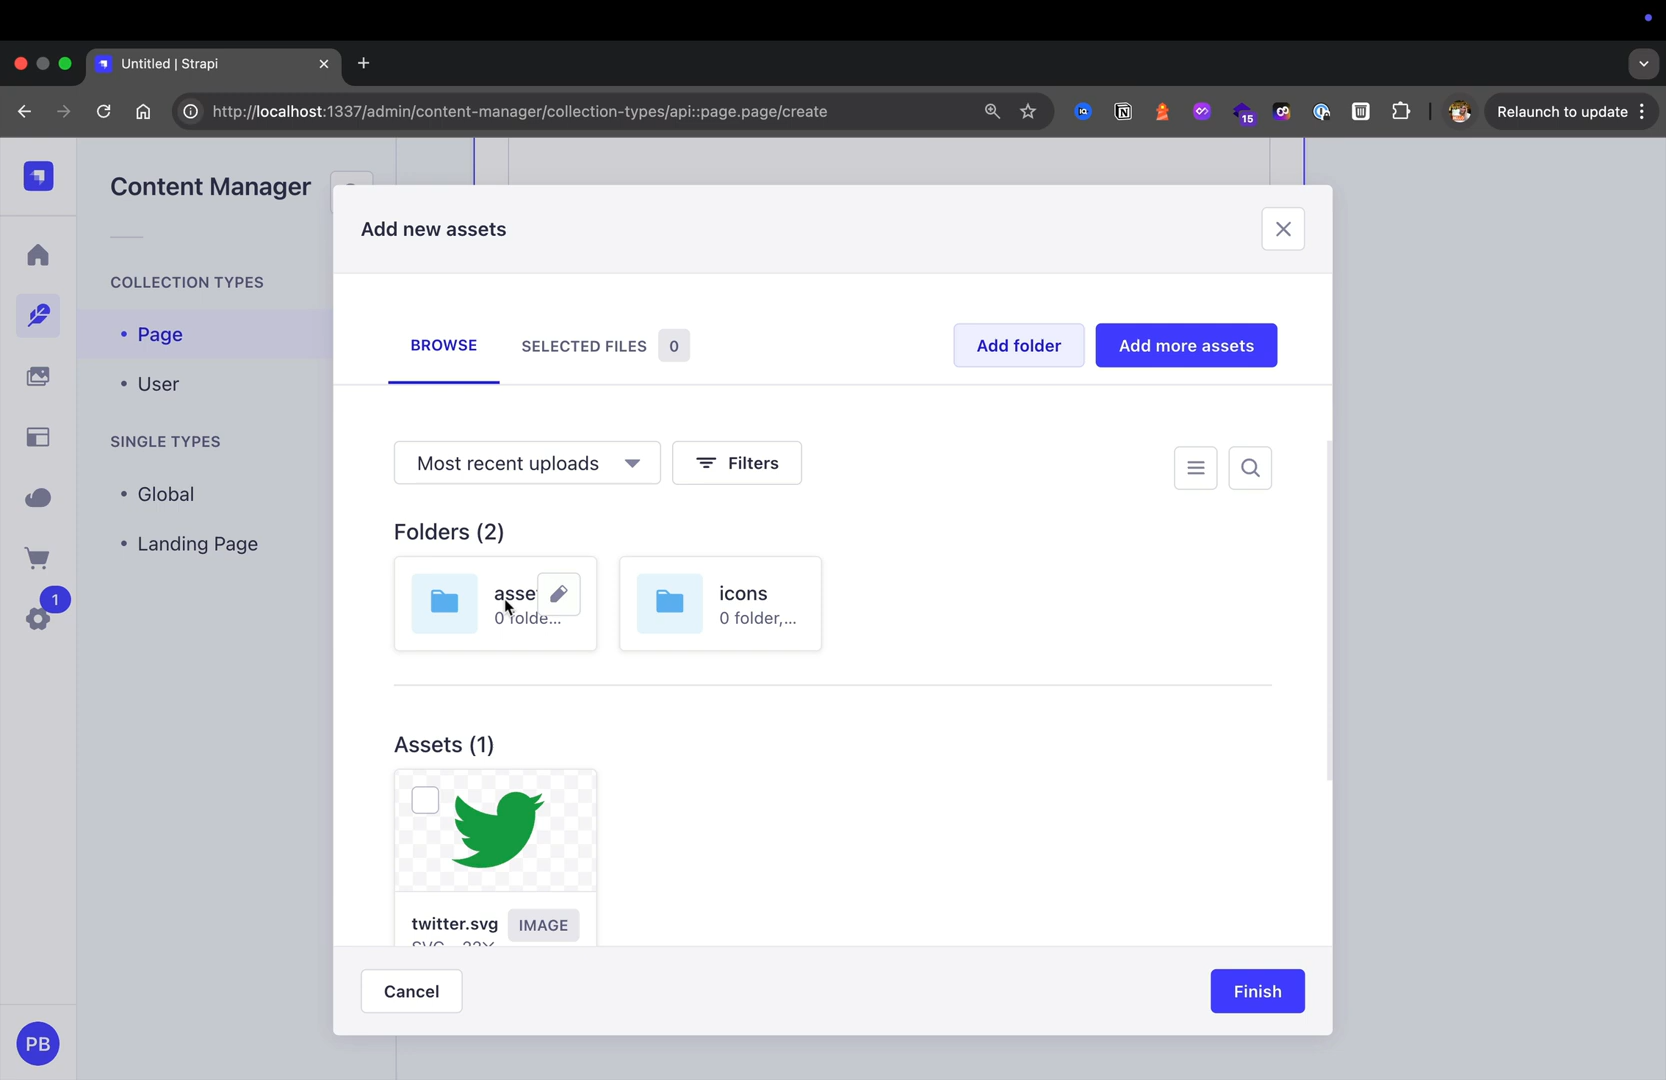 Untitled | Strapi
http://localhost:1337/admin/content-manager/collection-types/api::page.page/create
15
Relaunch to update
Content Manager
COLLECTION TYPES
Page
User
SINGLE TYPES
Global
Landing Page
1
PB
Add new assets
BROWSE
SELECTED FILES 0
Add folder
Add more assets
Most recent uploads
Filters
Folders (2)
asse
0 folde...
icons
0 folder,...
Assets (1)
twitter.svg
IMAGE
Cancel
Finish